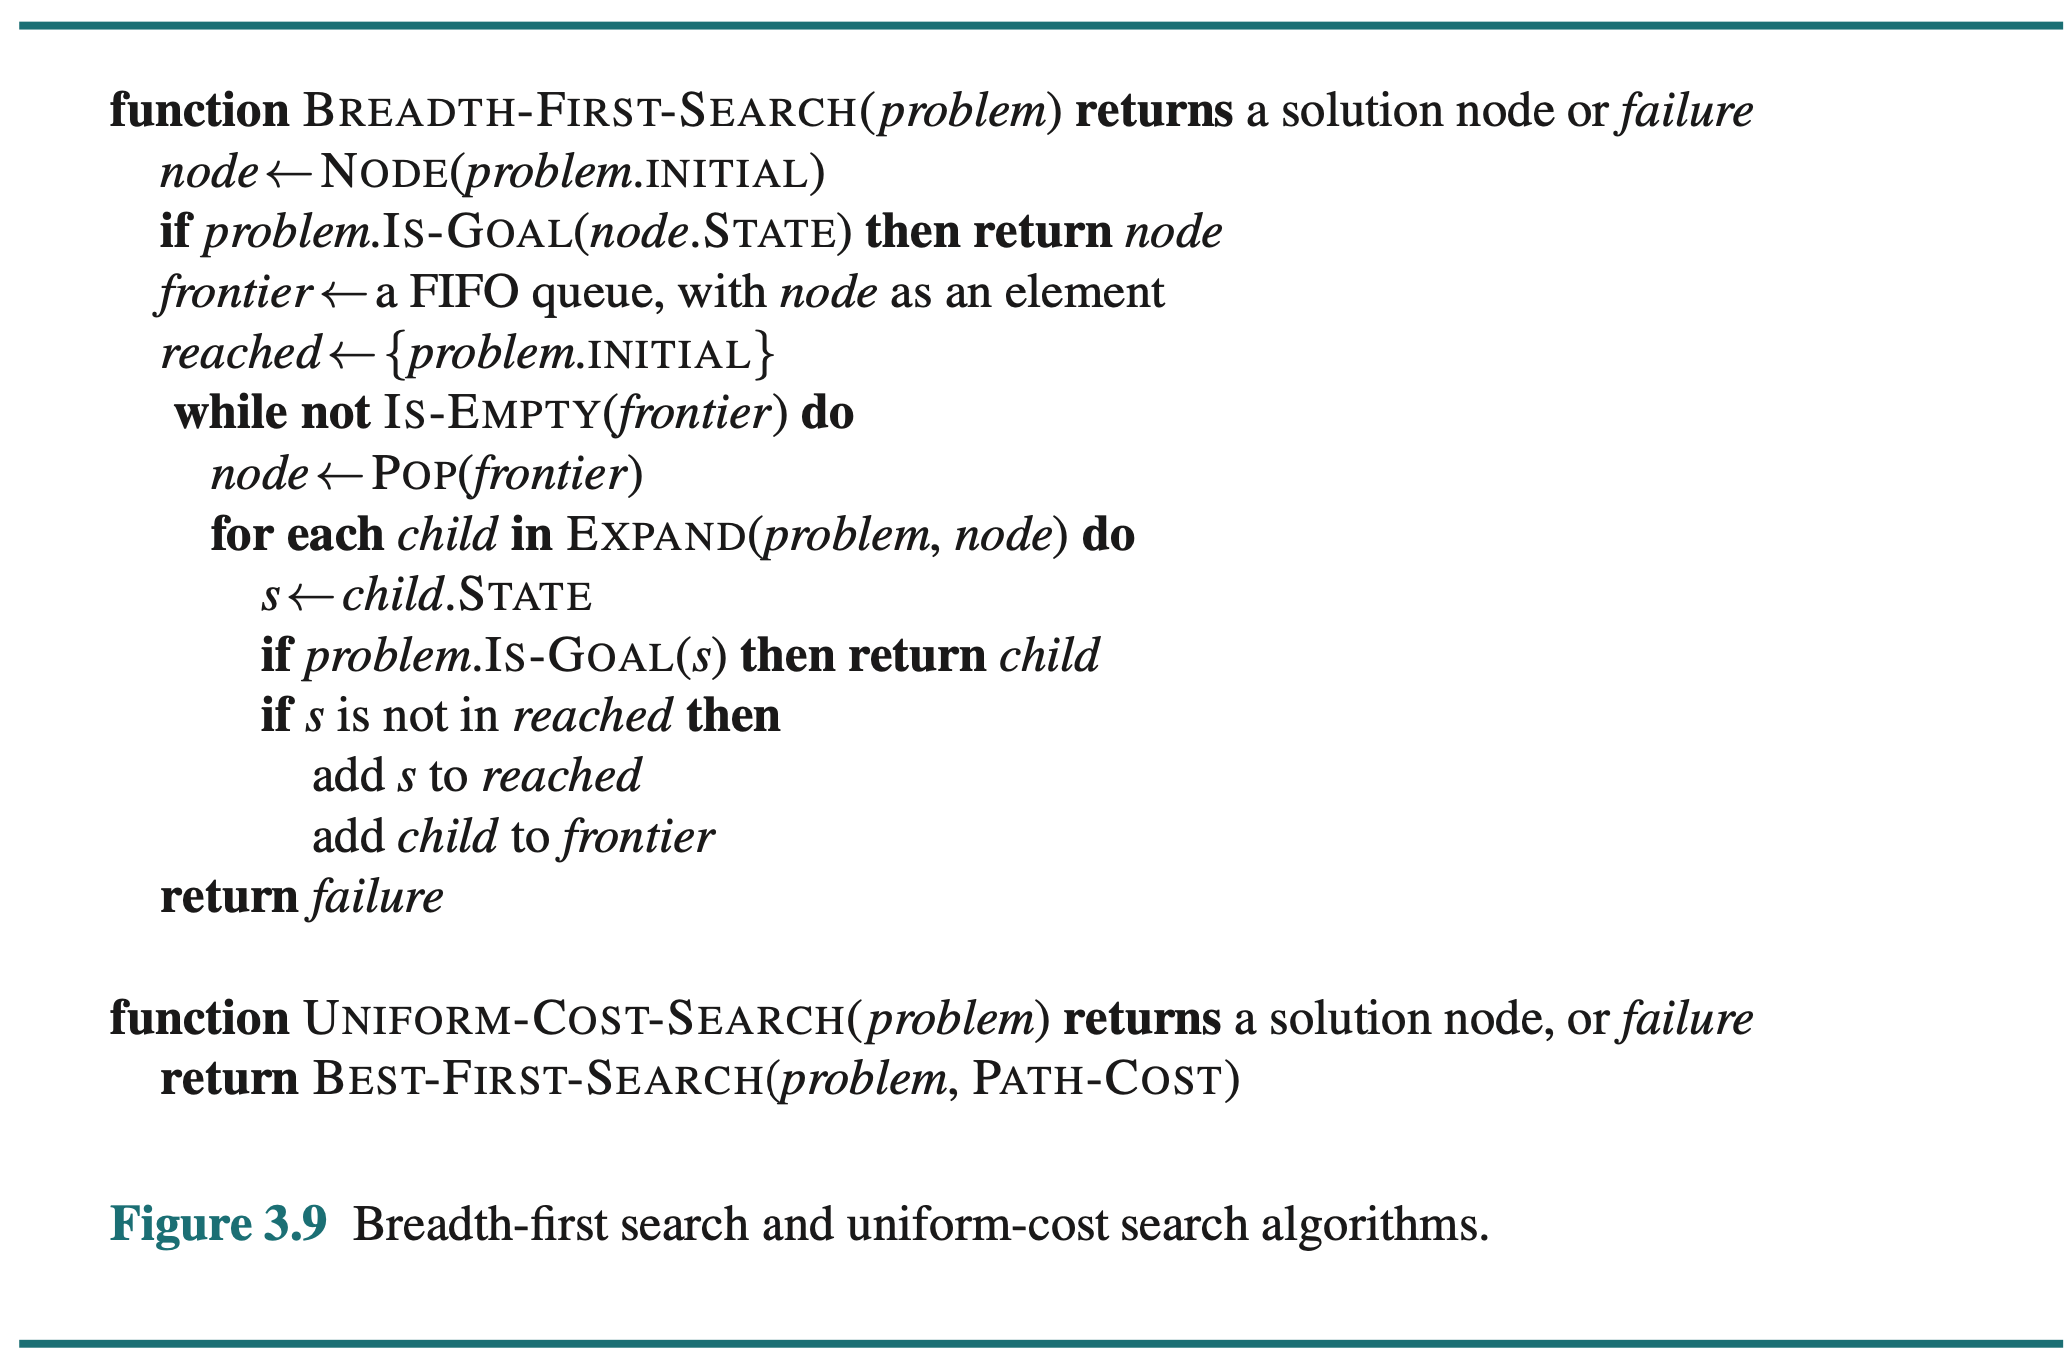 function BREADTH-FIRST-SEARCH(problem) returns a solution node or failure
node ← NODE(problem.INITIAL)
if problem.IS-GOAL(node.STATE) then return node
frontier ← a FIFO queue, with node as an element
reached ← {problem.INITIAL}
while not IS-EMPTY(frontier) do
node ← POP(frontier)
for each child in EXPAND(problem, node) do
s ← child.STATE
if problem.IS-GOAL(s) then return child
if s is not in reached then
add s to reached
add child to frontier
return failure
function UNIFORM-COST-SEARCH(problem) returns a solution node, or failure
return BEST-FIRST-SEARCH(problem, PATH-COST)
Figure 3.9 Breadth-first search and uniform-cost search algorithms.